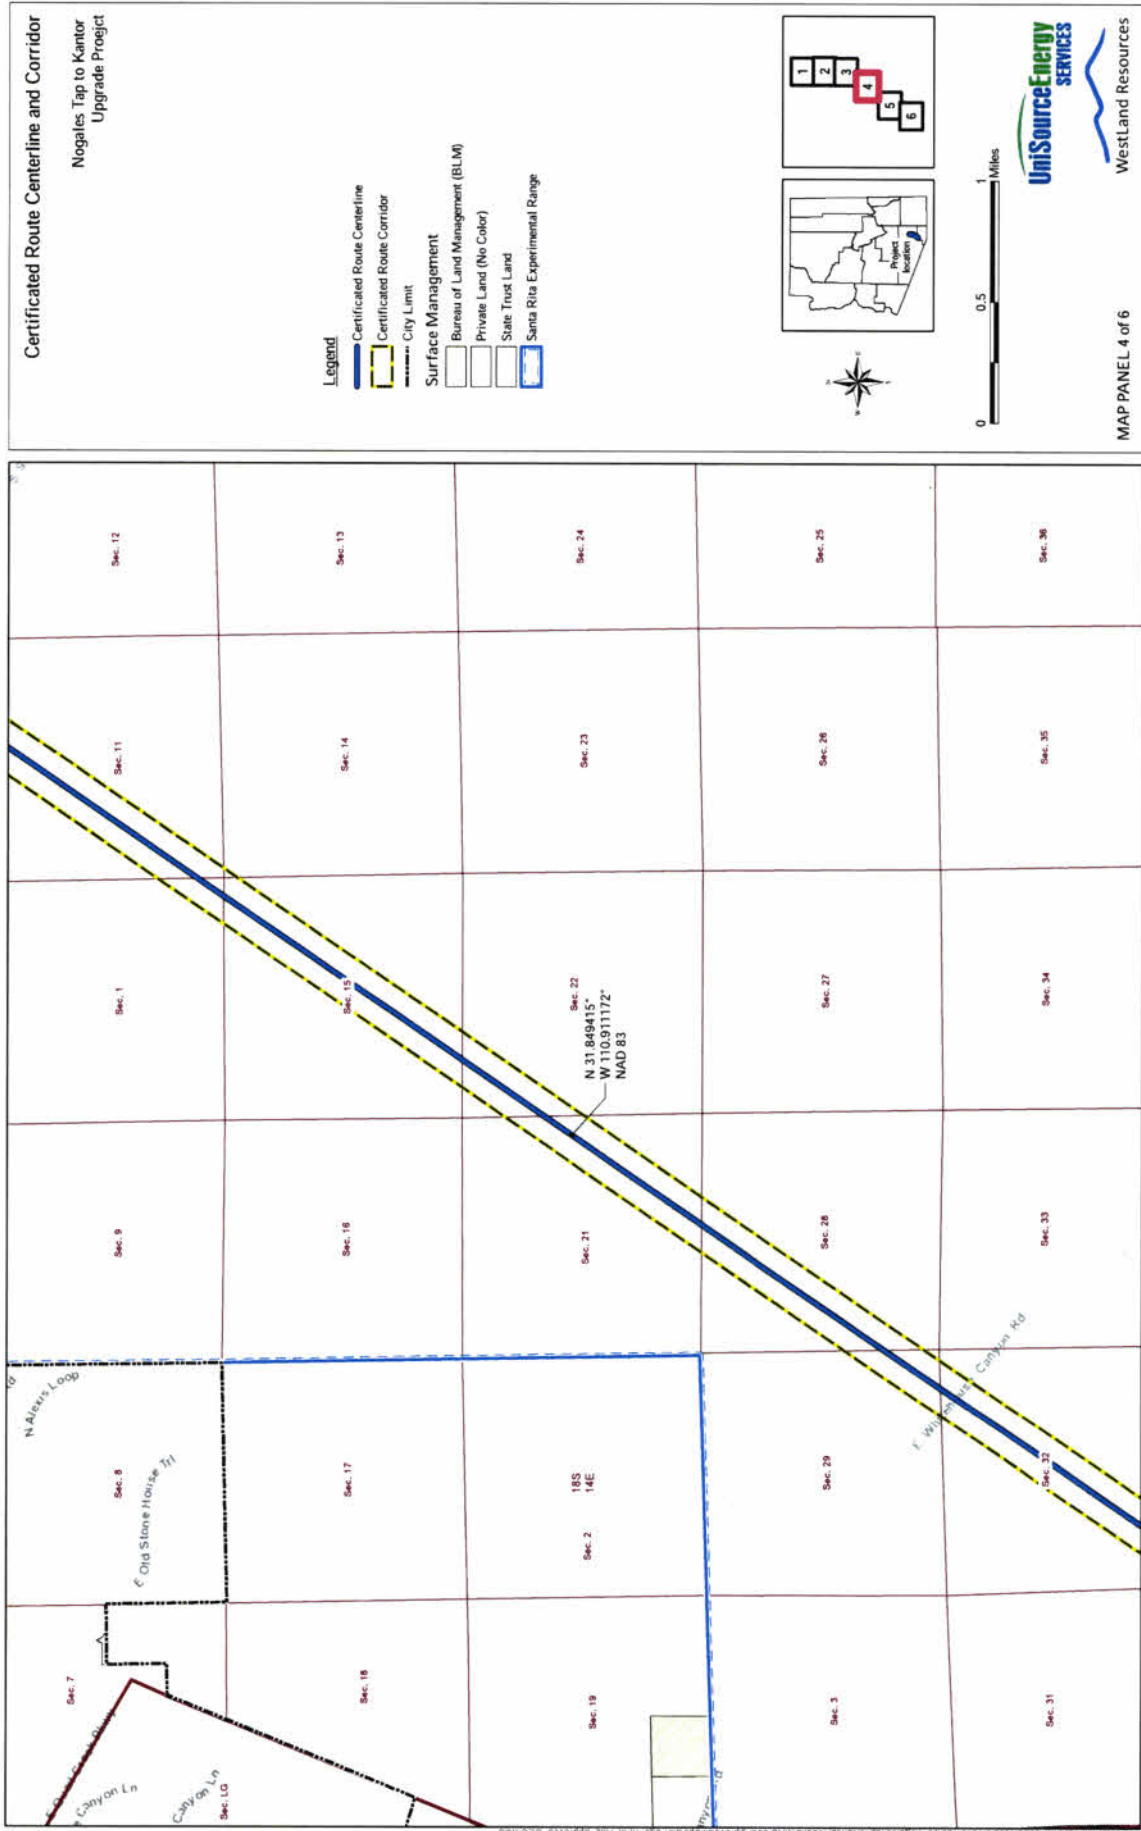 Certificated Route Centerline and Corridor
Nogales Tap to Kantor
Upgrade Proejct
Legend
Certificated Route Centerline
Certificated Route Corridor
City Limit
Surface Management
Bureau of Land Management (BLM)
Private Land (No Color)
State Trust Land
Santa Rita Experimental Range
Project
location
1
2
3
4
5
6
N
E
S
W
0
0.5
1
Miles
MAP PANEL 4 of 6
UniSourceEnergy
SERVICES
WestLand Resources
Rd
N Alexis Loop
Sec. 7
Sec. 8
Sec. 9
Sec. 1
Sec. 11
Sec. 12
E Old Stone House Trl
Canyon Ln
Canyon Ln
Sec. LG
Sec. 18
Sec. 17
Sec. 16
Sec. 15
Sec. 14
Sec. 13
Sec. 19
18S
14E
Sec. 2
Sec. 21
Sec. 22
N 31.849415°
W 110.911172°
NAD 83
Sec. 23
Sec. 24
Sec. 3
Sec. 29
Sec. 28
Sec. 27
Sec. 26
Sec. 25
E Whitehouse Canyon Rd
Sec. 31
Sec. 32
Sec. 33
Sec. 34
Sec. 35
Sec. 36